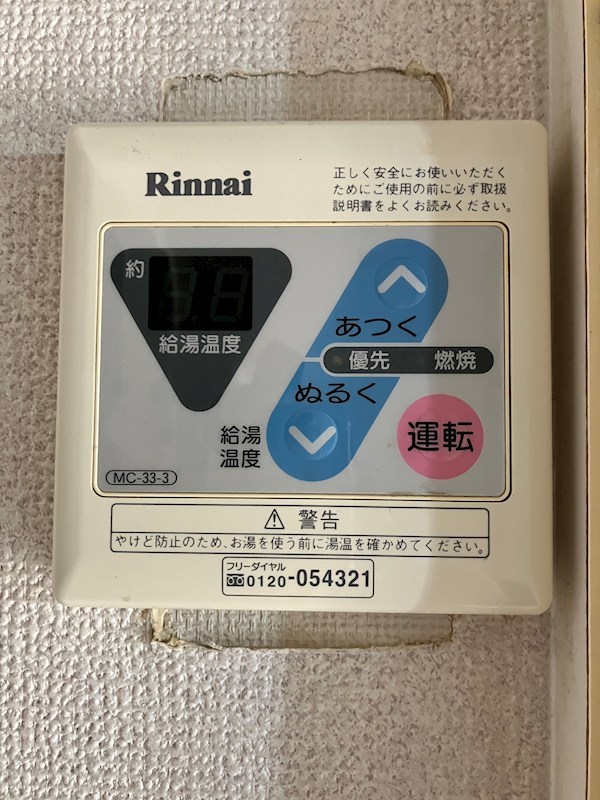 Rinnai
正しく安全にお使いいただく
ためにご使用の前に必ず取扱
説明書をよくお読みください。
約
給湯温度
あつく
優先 燃焼
ぬるく
給湯
温度
運転
MC-33-3
⚠ 警告
やけど防止のため、お湯を使う前に湯温を確かめてください。
フリーダイヤル
0120-054321